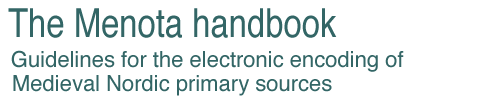 The Menota handbook
Guidelines for the electronic encoding of
Medieval Nordic primary sources